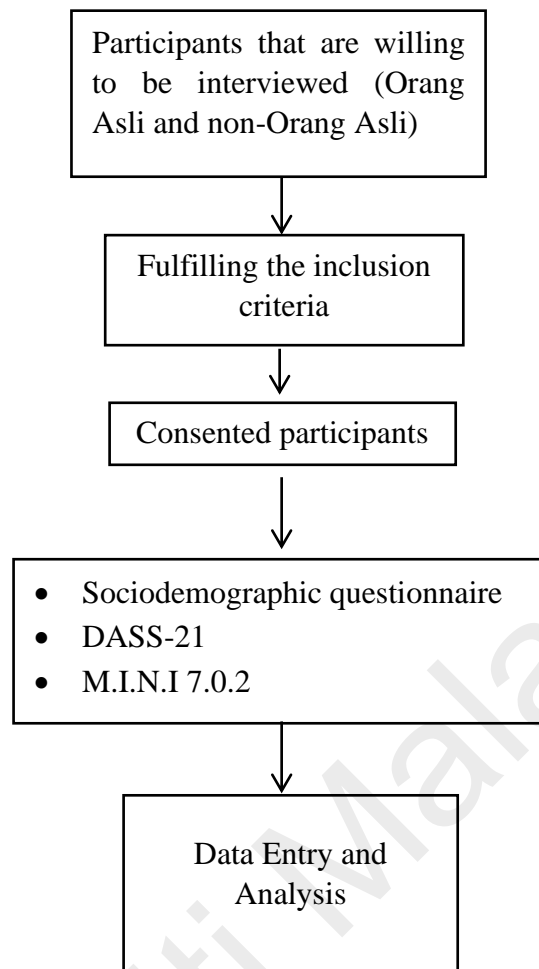 Participants that are willing
to be interviewed (Orang
Asli and non-Orang Asli)
Fulfilling the inclusion
criteria
Consented participants
• Sociodemographic questionnaire
• DASS-21
• M.I.N.I 7.0.2
Data Entry and
Analysis